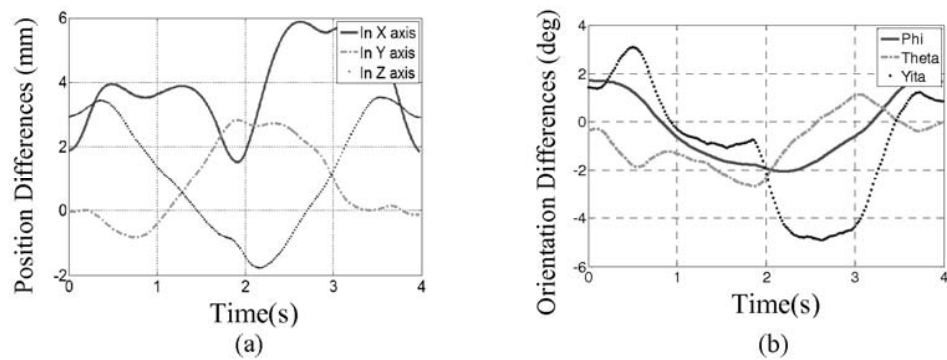 Position Differences (mm)
6
4
2
0
-2
In X axis
In Y axis
In Z axis
0
1
2
3
4
Time(s)
(a)
Orientation Differences (deg)
4
2
0
-2
-4
-6
Phi
Theta
Yita
0
1
2
3
4
Time(s)
(b)